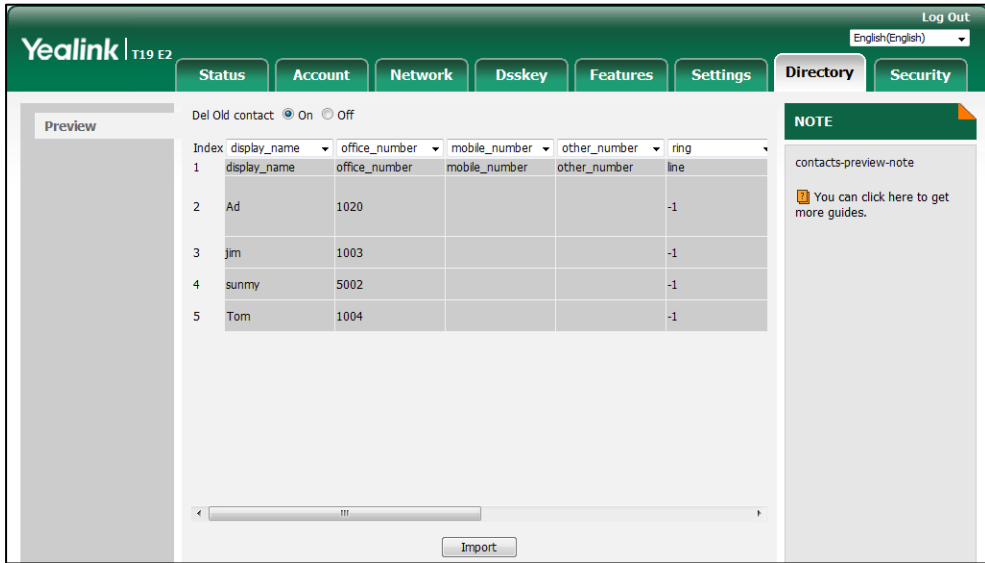 Log Out
Yealink T19 E2
English(English)
Status Account Network Dsskey Features Settings Directory Security
Preview
Del Old contact On Off
Index display_name office_number mobile_number other_number ring
1 display_name office_number mobile_number other_number line
2 Ad 1020 -1
3 jim 1003 -1
4 sunmy 5002 -1
5 Tom 1004 -1
Import
NOTE
contacts-preview-note
You can click here to get
more guides.